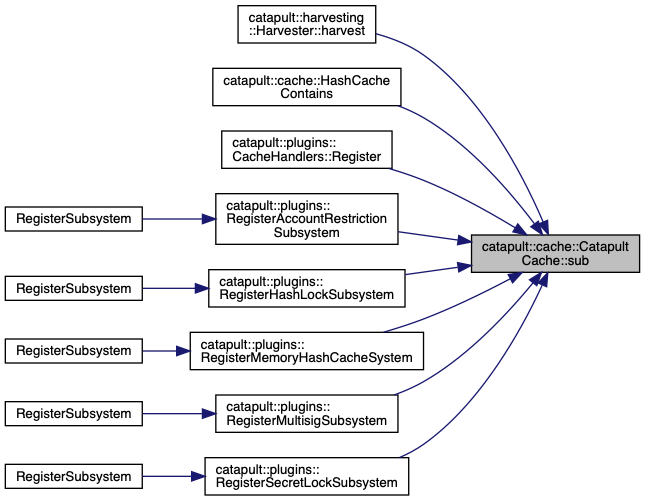 catapult::harvesting
::Harvester::harvest
catapult::cache::HashCache
Contains
catapult::plugins::
CacheHandlers::Register
RegisterSubsystem
catapult::plugins::
RegisterAccountRestriction
Subsystem
catapult::cache::Catapult
Cache::sub
RegisterSubsystem
catapult::plugins::
RegisterHashLockSubsystem
RegisterSubsystem
catapult::plugins::
RegisterMemoryHashCacheSystem
RegisterSubsystem
catapult::plugins::
RegisterMultisigSubsystem
RegisterSubsystem
catapult::plugins::
RegisterSecretLockSubsystem